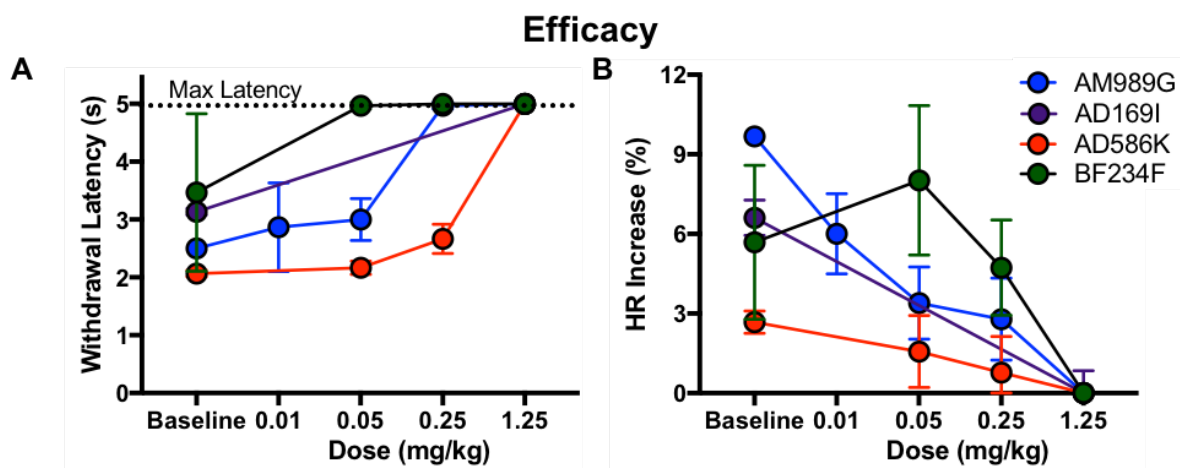 Efficacy
A
Max Latency
5
4
3
2
1
0
Withdrawal Latency (s)
Baseline 0.01 0.05 0.25 1.25
Dose (mg/kg)
B
12
9
6
3
0
HR Increase (%)
Baseline 0.01 0.05 0.25 1.25
Dose (mg/kg)
AM989G
AD169I
AD586K
BF234F